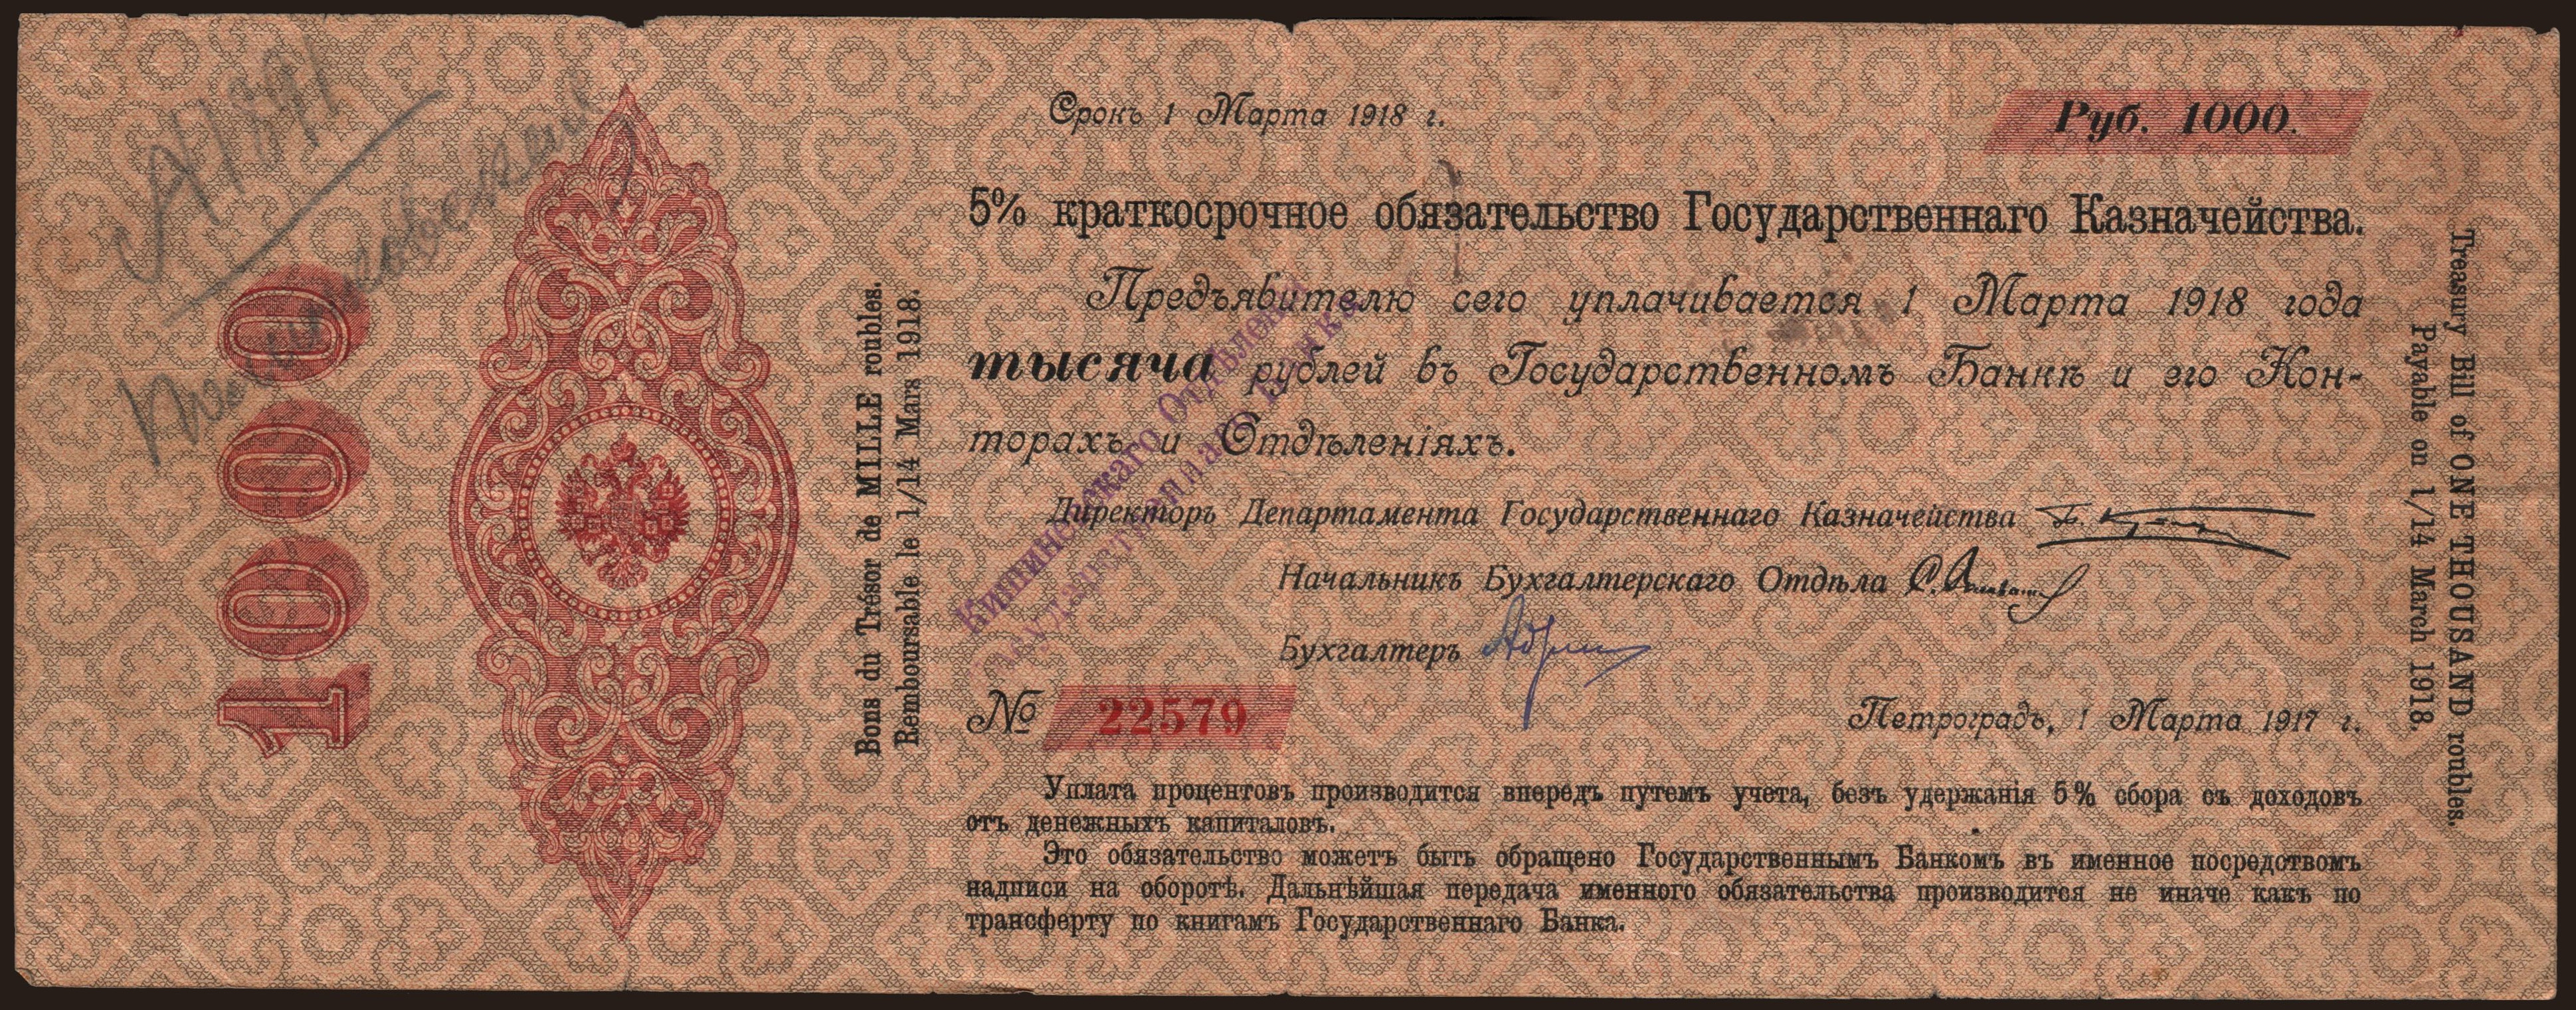 А1891
1000
Bons du Trésor de MILLE roubles.
Remboursable le 1/14 Mars 1918.
Срокъ 1 Марта 1918 г.
Руб. 1000.
5% краткосрочное обязательство Государственнаго Казначейства.
Предъявителю сего уплачивается 1 Марта 1918 года
тысяча рублей въ Государственномъ Банкѣ и его Кон-
торахъ и Отдѣленіяхъ.
Кишиневскаго Отдѣленія
Государственнаго Банка
Директоръ Департамента Государственнаго Казначейства
Начальникъ Бухгалтерскаго Отдѣла
Бухгалтеръ
№ 22579
Петроградъ, 1 Марта 1917 г.
Уплата процентовъ производится впередъ путемъ учета, безъ удержанія 5% сбора съ доходовъ
отъ денежныхъ капиталовъ.
Это обязательство можетъ быть обращено Государственнымъ Банкомъ въ именное посредствомъ
надписи на оборотѣ. Дальнѣйшая передача именного обязательства производится не иначе какъ по
трансферту по книгамъ Государственнаго Банка.
Treasury Bill of ONE THOUSAND roubles.
Payable on 1/14 March 1918.